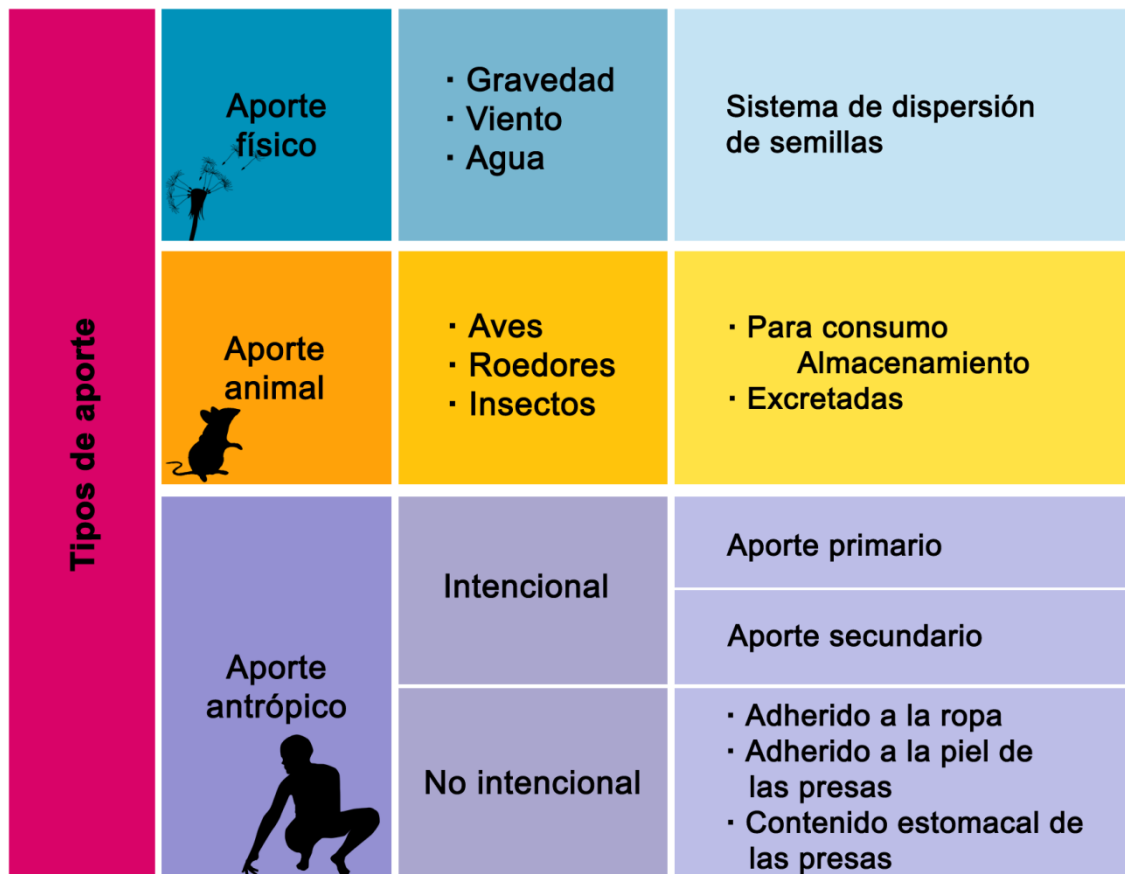 Tipos de aporte
Aporte
físico
· Gravedad
· Viento
· Agua
Sistema de dispersión
de semillas
Aporte
animal
· Aves
· Roedores
· Insectos
· Para consumo
Almacenamiento
· Excretadas
Aporte
antrópico
Intencional
Aporte primario
Aporte secundario
No intencional
· Adherido a la ropa
· Adherido a la piel de
las presas
· Contenido estomacal de
las presas